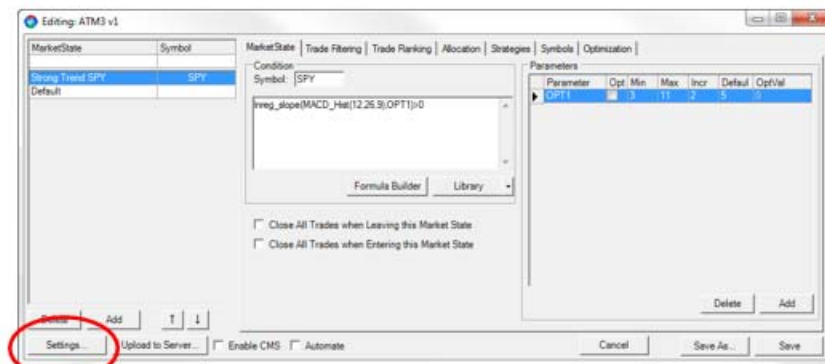 Editing: ATM3 v1
MarketState Symbol
Strong Trend SPY SPY
Default
MarketState Trade Filtering Trade Ranking Allocation Strategies Symbols Optimization
Condition
Symbol: SPY
lnreg_slope(MACD_Hist(12,26,9),OPT1)>0
Formula Builder Library
Close All Trades when Leaving this Market State
Close All Trades when Entering this Market State
Parameters
Parameter Opt Min Max Incr Defaul OptVal
OPT1 3 11 2 5 0
Delete Add
Delete Add
Settings... Upload to Server... Enable CMS Automate Cancel Save As... Save